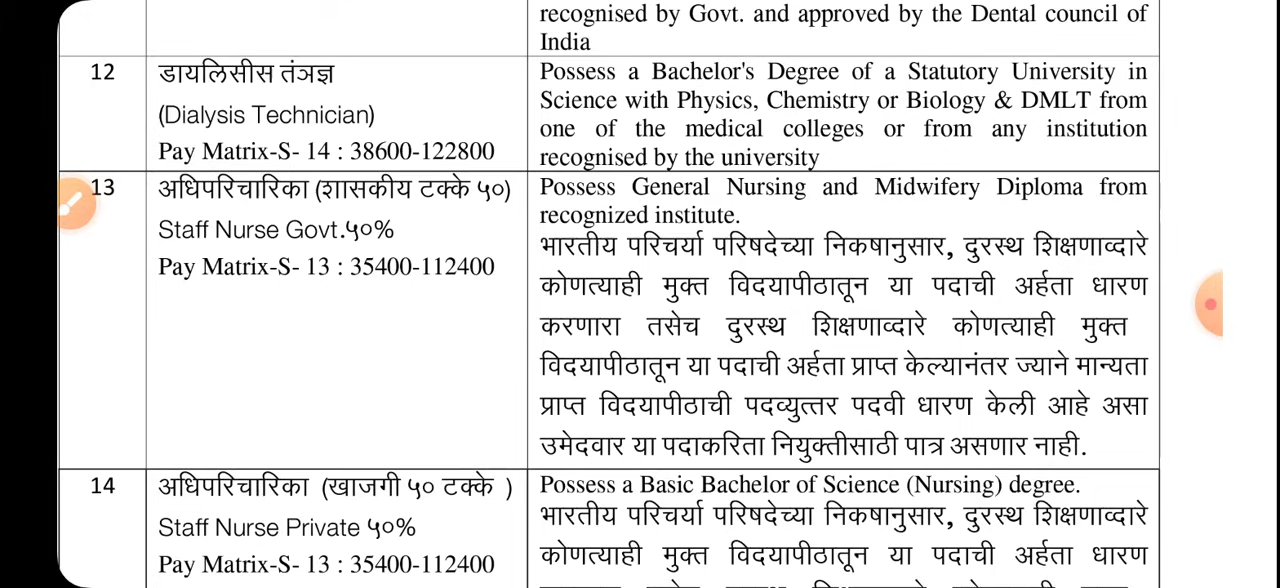 recognised by Govt. and approved by the Dental council of
India
12
डायलिसीस तंत्रज्ञ
(Dialysis Technician)
Pay Matrix-S- 14 : 38600-122800
Possess a Bachelor's Degree of a Statutory University in
Science with Physics, Chemistry or Biology & DMLT from
one of the medical colleges or from any institution
recognised by the university
13
अधिपरिचारिका (शासकीय टक्के ५०)
Staff Nurse Govt.५०%
Pay Matrix-S- 13 : 35400-112400
Possess General Nursing and Midwifery Diploma from
recognized institute.
भारतीय परिचर्या परिषदेच्या निकषानुसार, दुरस्थ शिक्षणाव्दारे
कोणत्याही मुक्त विदयापीठातून या पदाची अर्हता धारण
करणारा तसेच दुरस्थ शिक्षणाव्दारे कोणत्याही मुक्त
विदयापीठातून या पदाची अर्हता प्राप्त केल्यानंतर ज्याने मान्यता
प्राप्त विदयापीठाची पदव्युत्तर पदवी धारण केली आहे असा
उमेदवार या पदाकरिता नियुक्तीसाठी पात्र असणार नाही.
14
अधिपरिचारिका (खाजगी ५० टक्के )
Staff Nurse Private ५०%
Pay Matrix-S- 13 : 35400-112400
Possess a Basic Bachelor of Science (Nursing) degree.
भारतीय परिचर्या परिषदेच्या निकषानुसार, दुरस्थ शिक्षणाव्दारे
कोणत्याही मुक्त विदयापीठातून या पदाची अर्हता धारण